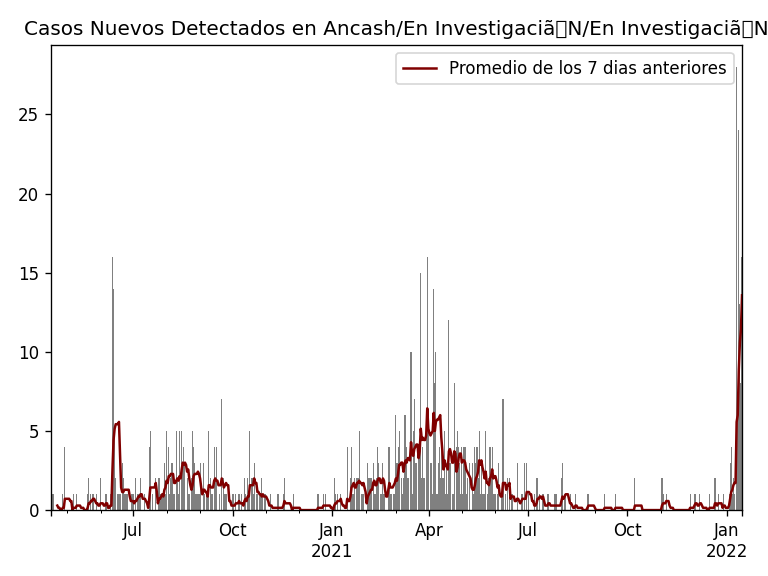 Casos Nuevos Detectados en Ancash/En Investigaciã▯N/En Investigaciã▯N
Promedio de los 7 dias anteriores
25
20
15
10
5
0
Jul Oct Jan Apr Jul Oct Jan
2021 2022